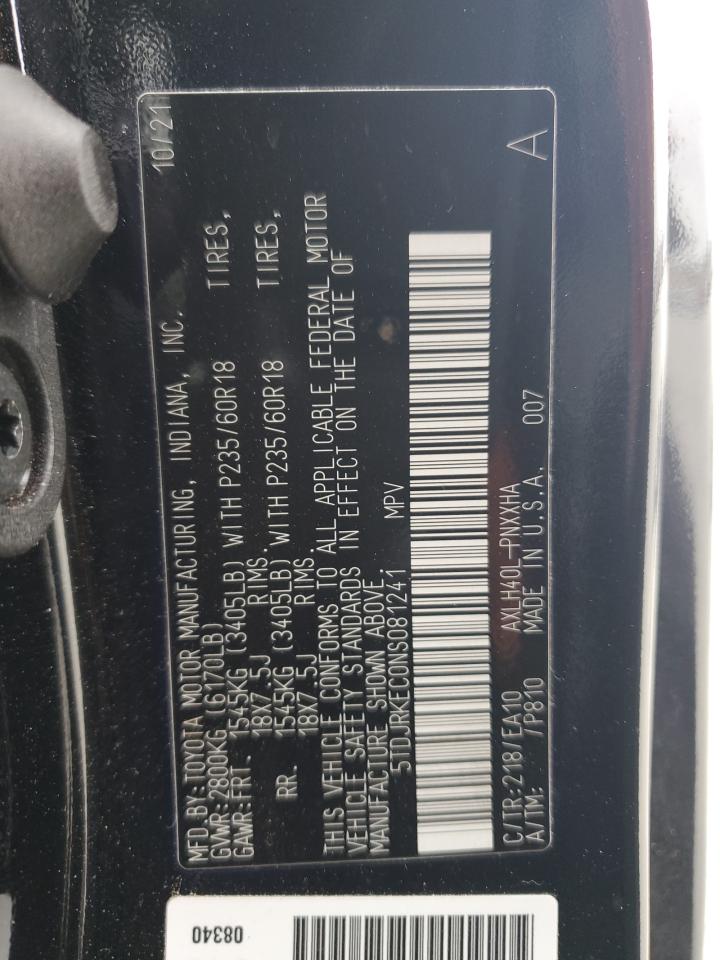 MFD.BY:TOYOTA MOTOR MANUFACTURING, INDIANA, INC. 10/21
GVWR:2800KG (6170LB)
GAWR:FRT. 1545KG (3405LB) WITH P235/60R18 TIRES,
18X7.5J RIMS.
RR. 1545KG (3405LB) WITH P235/60R18 TIRES,
18X7.5J RIMS.
THIS VEHICLE CONFORMS TO ALL APPLICABLE FEDERAL MOTOR
VEHICLE SAFETY STANDARDS IN EFFECT ON THE DATE OF
MANUFACTURE SHOWN ABOVE.
5TDJRKEC0NS081241 MPV
C/TR:218/EA10 AXLH40L-PNXXHA
A/TM: /P810 MADE IN U.S.A. 007 A
08340